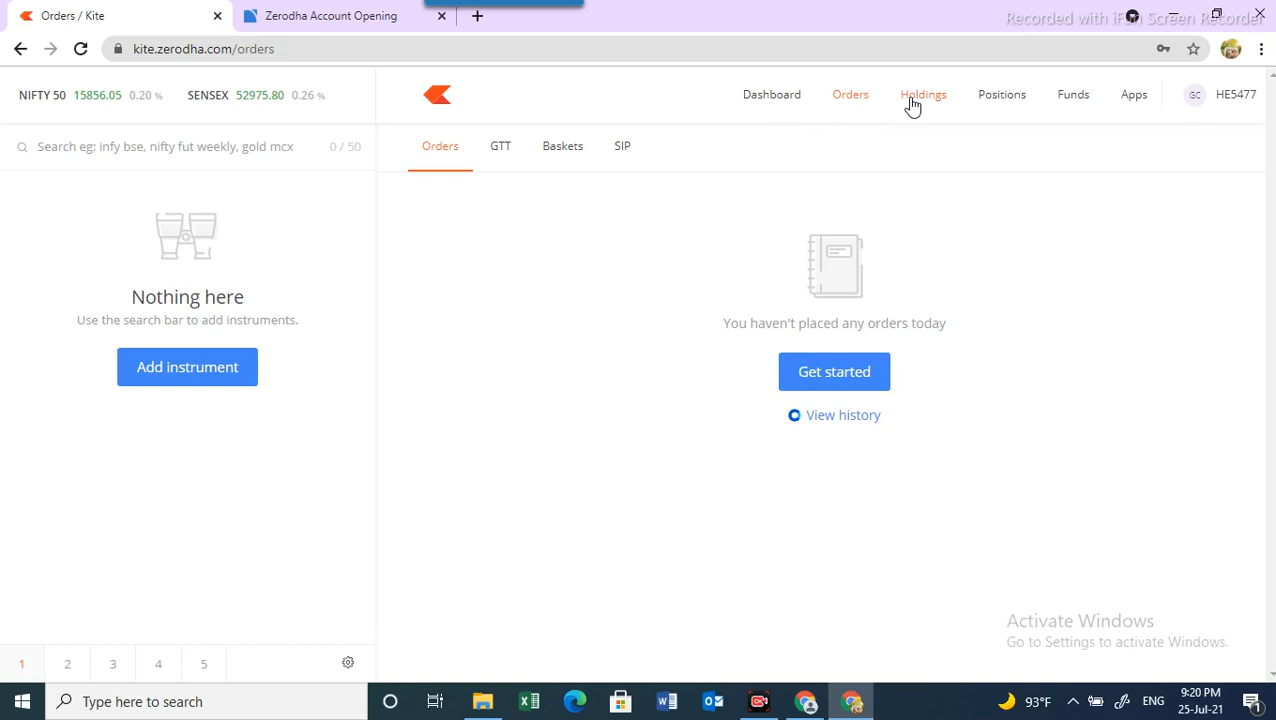 Orders / Kite
Zerodha Account Opening
Recorded with iFun Screen Recorder
kite.zerodha.com/orders
NIFTY 50 15856.05 0.20 % SENSEX 52975.80 0.26 %
Dashboard Orders Holdings Positions Funds Apps GC HE5477
Search eg: infy bse, nifty fut weekly, gold mcx 0 / 50
Orders GTT Baskets SIP
Nothing here
Use the search bar to add instruments.
Add instrument
You haven't placed any orders today
Get started
View history
Activate Windows
Go to Settings to activate Windows.
1 2 3 4 5
Type here to search
93°F ENG
9:20 PM
25-Jul-21
1